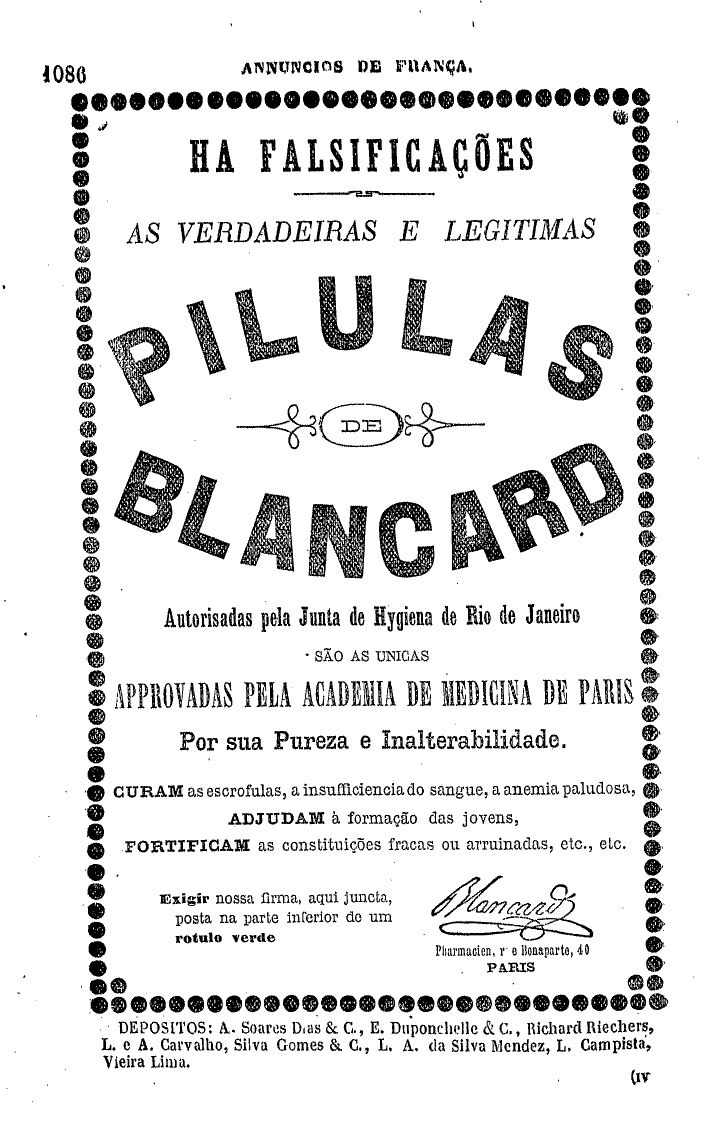 1086
ANNUNCIOS DE FRANÇA.
HA FALSIFICAÇÕES
AS VERDADEIRAS E LEGITIMAS
PILULAS
DE
BLANCARD
Autorisadas pela Junta de Hygiena de Rio de Janeiro
SÃO AS UNICAS
APPROVADAS PELA ACADEMIA DE MEDICINA DE PARIS
Por sua Pureza e Inalterabilidade.
CURAM as escrofulas, a insufficiencia do sangue, a anemia paludosa,
ADJUDAM à formação das jovens,
FORTIFICAM as constituições fracas ou arruinadas, etc., etc.
Exigir nossa firma, aqui juncta,
posta na parte inferior de um
rotulo verde
Blancard
Pharmacien, r e Bonaparte, 40
PARIS
DEPOSITOS: A. Soares Dias & C., E. Duponchelle & C., Richard Riechers,
L. e A. Carvalho, Silva Gomes & C., L. A. da Silva Mendez, L. Campista,
Vieira Lima.
(IV